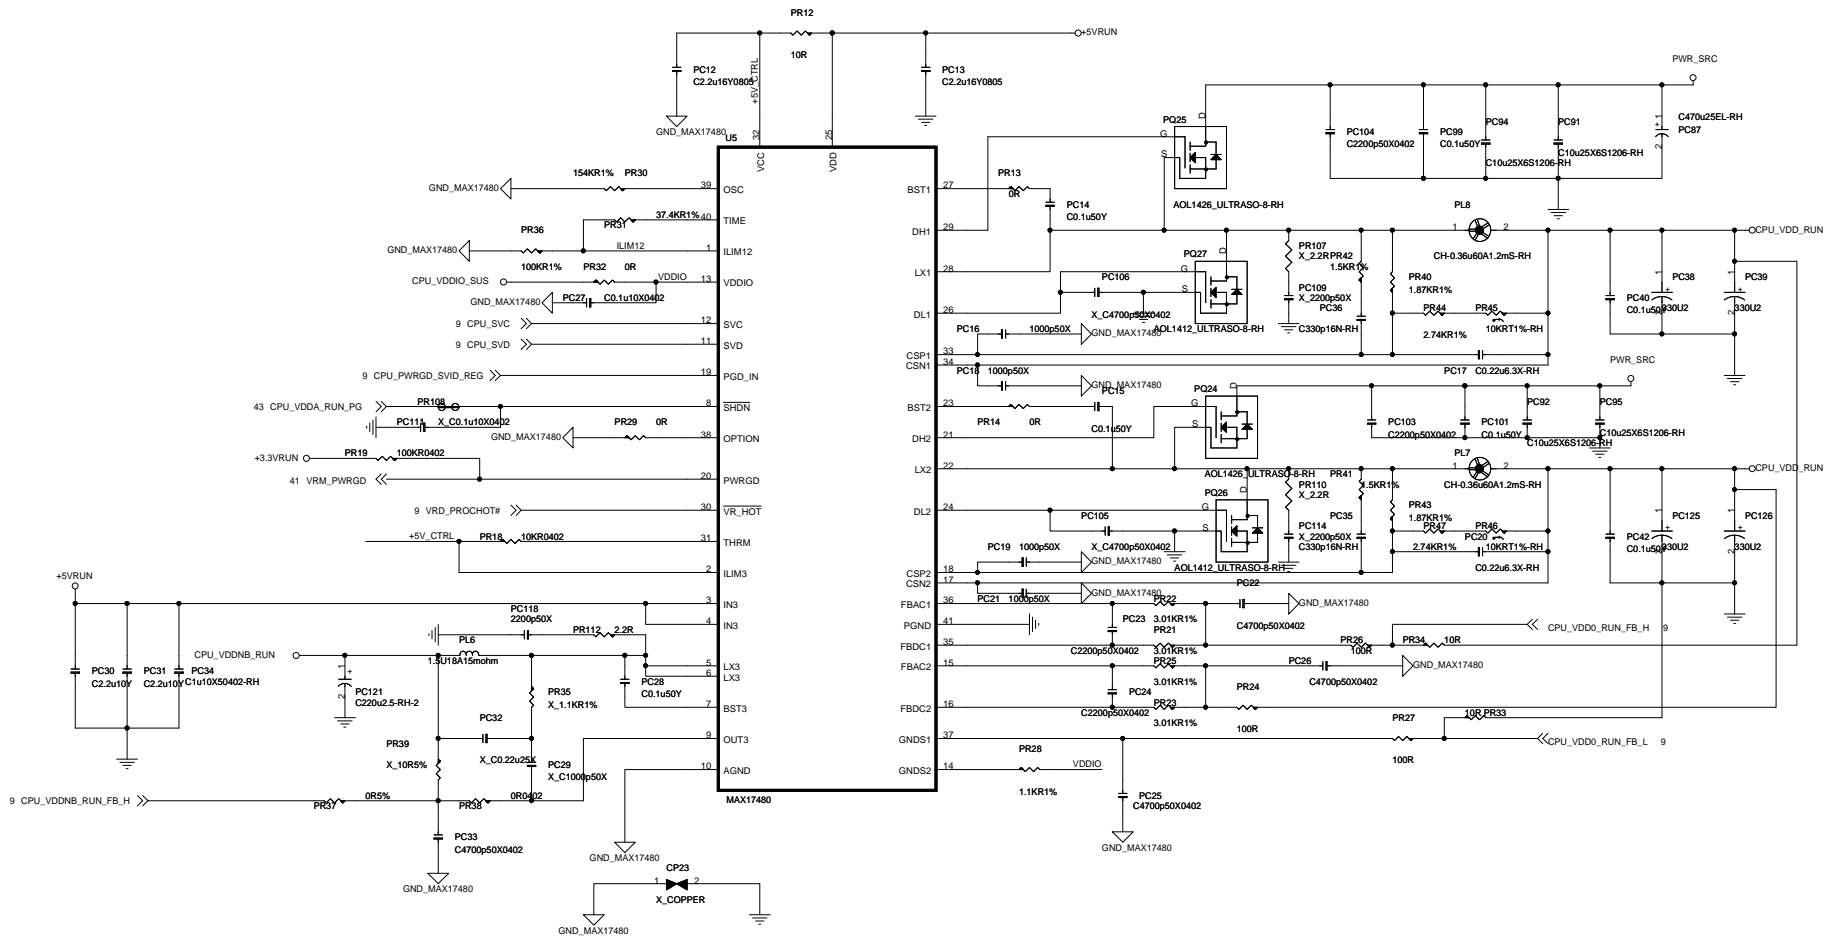 PR12
10R
+5VRUN
PC12
C2.2u16Y0805
+5V_CTRL
PC13
C2.2u16Y0805
GND_MAX17480
U5
32
25
VCC
VDD
PWR_SRC
PQ25
G
D
S
AOL1426_ULTRASO-8-RH
PC104
C2200p50X0402
PC99
C0.1u50Y
PC94
C10u25X6S1206-RH
PC91
C10u25X6S1206-RH
C470u25EL-RH
PC87
+ 1
2
GND_MAX17480
154KR1%
PR30
39
OSC
37.4KR1%
PR31
40
TIME
GND_MAX17480
PR36
100KR1%
ILIM12
1
ILIM12
CPU_VDDIO_SUS
PR32
0R
VDDIO
13
VDDIO
GND_MAX17480
PC27
C0.1u10X0402
9 CPU_SVC
12
SVC
9 CPU_SVD
11
SVD
9 CPU_PWRGD_SVID_REG
19
PGD_IN
43 CPU_VDDA_RUN_PG
PR108
8
SHDN
PC111
X_C0.1u10X0402
GND_MAX17480
PR29
0R
38
OPTION
+3.3VRUN
PR19
100KR0402
41 VRM_PWRGD
20
PWRGD
9 VRD_PROCHOT#
30
VR_HOT
+5V_CTRL
PR18
10KR0402
31
THRM
2
ILIM3
+5VRUN
3
IN3
4
IN3
PC118
2200p50X
PR112
2.2R
CPU_VDDNB_RUN
PL6
1.5U18A15mohm
5
LX3
6
LX3
PC30
C2.2u10Y
PC31
C2.2u10Y
PC34
C1u10X50402-RH
1
+
2
PC121
C220u2.5-RH-2
PR35
X_1.1KR1%
PC28
C0.1u50Y
7
BST3
PC32
X_C0.22u25X
9
OUT3
PR39
X_10R5%
PC29
X_C1000p50X
10
AGND
9 CPU_VDDNB_RUN_FB_H
PR37
0R5%
PR38
0R0402
MAX17480
PC33
C4700p50X0402
GND_MAX17480
GND_MAX17480
CP23
1
2
X_COPPER
GND_MAX17480
BST1
27
PR13
0R
PC14
C0.1u50Y
DH1
29
LX1
28
PQ27
G
D
S
AOL1412_ULTRASO-8-RH
DL1
26
PC106
X_C4700p50X0402
PR107
X_2.2R
PC109
X_2200p50X
PR42
1.5KR1%
PC36
C330p16N-RH
PL8
1
2
CH-0.36u60A1.2mS-RH
CPU_VDD_RUN
PR40
1.87KR1%
PR44
2.74KR1%
PR45
10KRT1%-RH
PC17
C0.22u6.3X-RH
PC40
C0.1u50Y
PC38
330U2
PC39
330U2
PC16
1000p50X
GND_MAX17480
CSP1
33
CSN1
34
PC18
1000p50X
GND_MAX17480
PWR_SRC
BST2
23
PR14
0R
PC15
C0.1u50Y
PQ24
G
D
S
AOL1426_ULTRASO-8-RH
PC103
C2200p50X0402
PC101
C0.1u50Y
PC92
C10u25X6S1206-RH
PC95
C10u25X6S1206-RH
DH2
21
LX2
22
PL7
1
2
CH-0.36u60A1.2mS-RH
CPU_VDD_RUN
PQ26
G
D
S
AOL1412_ULTRASO-8-RH
DL2
24
PC105
X_C4700p50X0402
PR110
X_2.2R
PC114
X_2200p50X
PR41
1.5KR1%
PC35
C330p16N-RH
PR43
1.87KR1%
PR47
2.74KR1%
PR46
10KRT1%-RH
PC20
C0.22u6.3X-RH
PC42
C0.1u50Y
PC125
330U2
PC126
330U2
PC19
1000p50X
GND_MAX17480
CSP2
18
CSN2
17
PC21
1000p50X
GND_MAX17480
FBAC1
36
PR22
3.01KR1%
PC22
C4700p50X0402
GND_MAX17480
PGND
41
PC23
C2200p50X0402
PR21
3.01KR1%
FBDC1
35
PR26
100R
PR34
10R
CPU_VDD0_RUN_FB_H 9
FBAC2
15
PR25
3.01KR1%
PC26
C4700p50X0402
GND_MAX17480
PC24
C2200p50X0402
PR23
3.01KR1%
FBDC2
16
PR24
100R
10R
PR33
GNDS1
37
PR27
100R
CPU_VDD0_RUN_FB_L 9
GNDS2
14
PR28
1.1KR1%
VDDIO
PC25
C4700p50X0402
GND_MAX17480